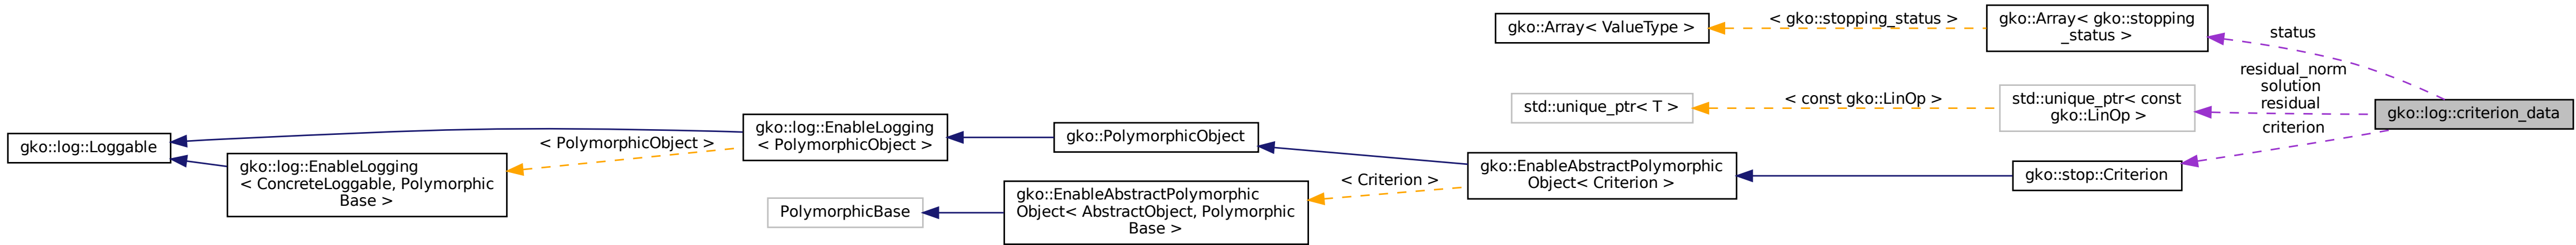 gko::Array< ValueType >
< gko::stopping_status >
gko::Array< gko::stopping
_status >
status
residual_norm
solution
residual
std::unique_ptr< T >
< const gko::LinOp >
std::unique_ptr< const
gko::LinOp >
gko::log::criterion_data
criterion
gko::log::Loggable
gko::log::EnableLogging
< ConcreteLoggable, Polymorphic
Base >
< PolymorphicObject >
gko::log::EnableLogging
< PolymorphicObject >
gko::PolymorphicObject
PolymorphicBase
gko::EnableAbstractPolymorphic
Object< AbstractObject, Polymorphic
Base >
< Criterion >
gko::EnableAbstractPolymorphic
Object< Criterion >
gko::stop::Criterion